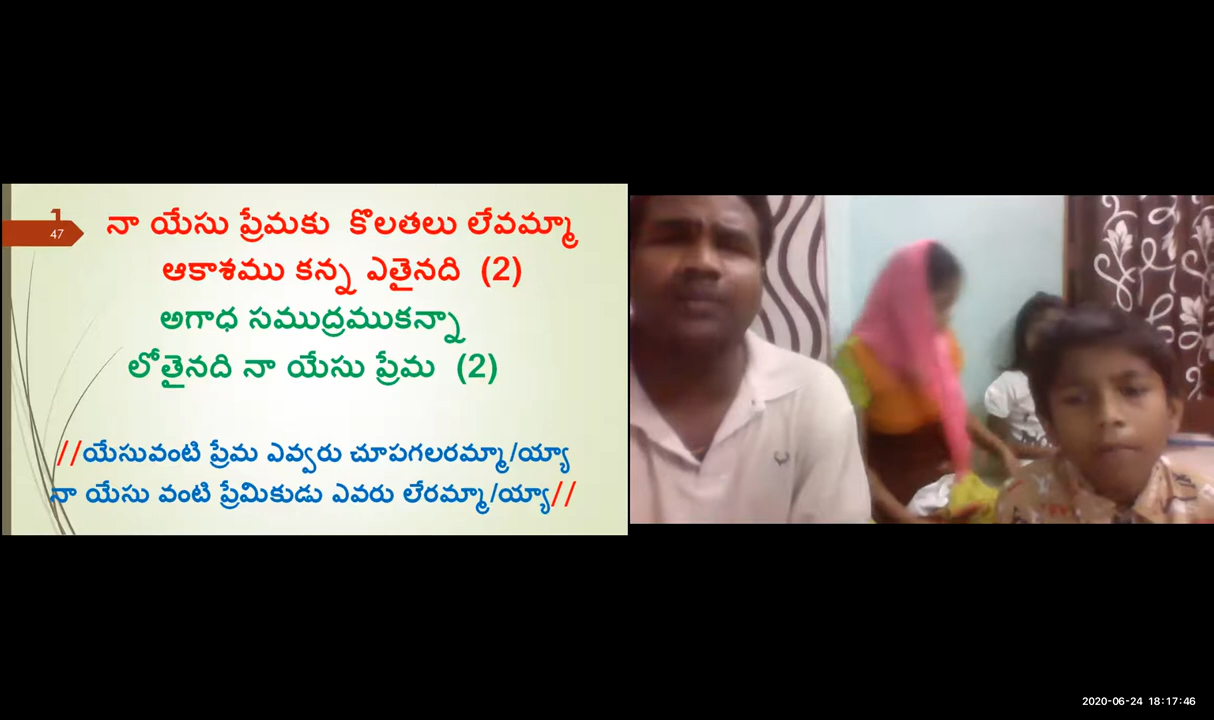 1
47
నా యేసు ప్రేమకు కొలతలు లేవమ్మా
ఆకాశము కన్న ఎతైనది (2)
అగాధ సముద్రముకన్నా
లోతైనది నా యేసు ప్రేమ (2)
//యేసువంటి ప్రేమ ఎవ్వరు చూపగలరమ్మా/య్యా
నా యేసు వంటి ప్రేమికుడు ఎవరు లేరమ్మా/య్యా//
2020-06-24 18:17:46